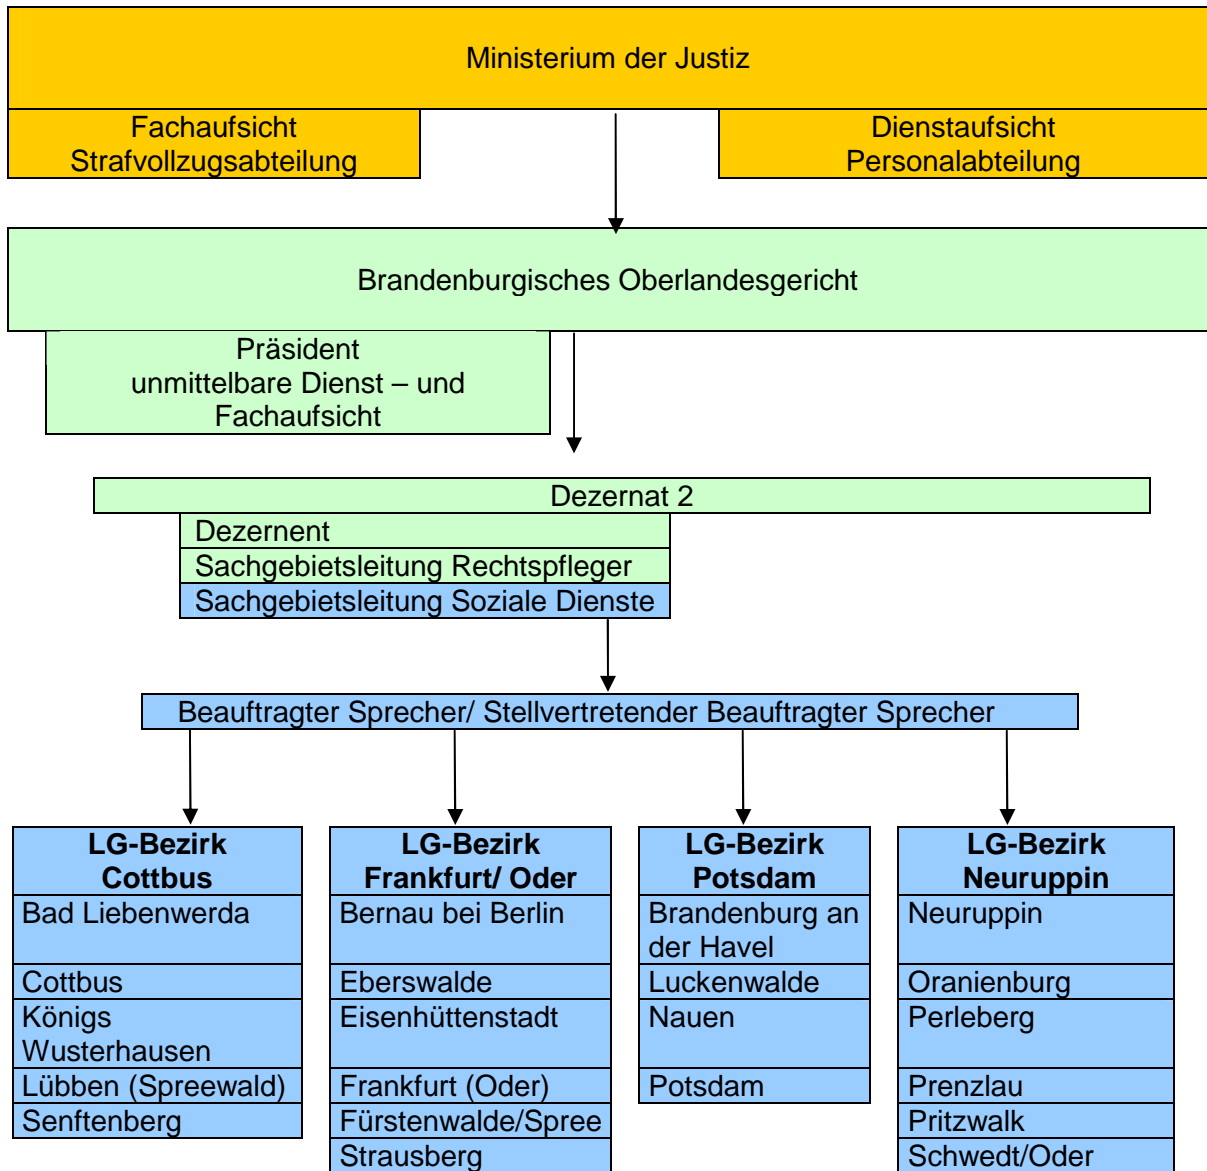 Ministerium der Justiz
Fachaufsicht
Strafvollzugsabteilung
Dienstaufsicht
Personalabteilung
Brandenburgisches Oberlandesgericht
Präsident
unmittelbare Dienst – und
Fachaufsicht
Dezernat 2
Dezernent
Sachgebietsleitung Rechtspfleger
Sachgebietsleitung Soziale Dienste
Beauftragter Sprecher/ Stellvertretender Beauftragter Sprecher
LG-Bezirk
Cottbus
Bad Liebenwerda
Cottbus
Königs
Wusterhausen
Lübben (Spreewald)
Senftenberg
LG-Bezirk
Frankfurt/ Oder
Bernau bei Berlin
Eberswalde
Eisenhüttenstadt
Frankfurt (Oder)
Fürstenwalde/Spree
Strausberg
LG-Bezirk
Potsdam
Brandenburg an
der Havel
Luckenwalde
Nauen
Potsdam
LG-Bezirk
Neuruppin
Neuruppin
Oranienburg
Perleberg
Prenzlau
Pritzwalk
Schwedt/Oder